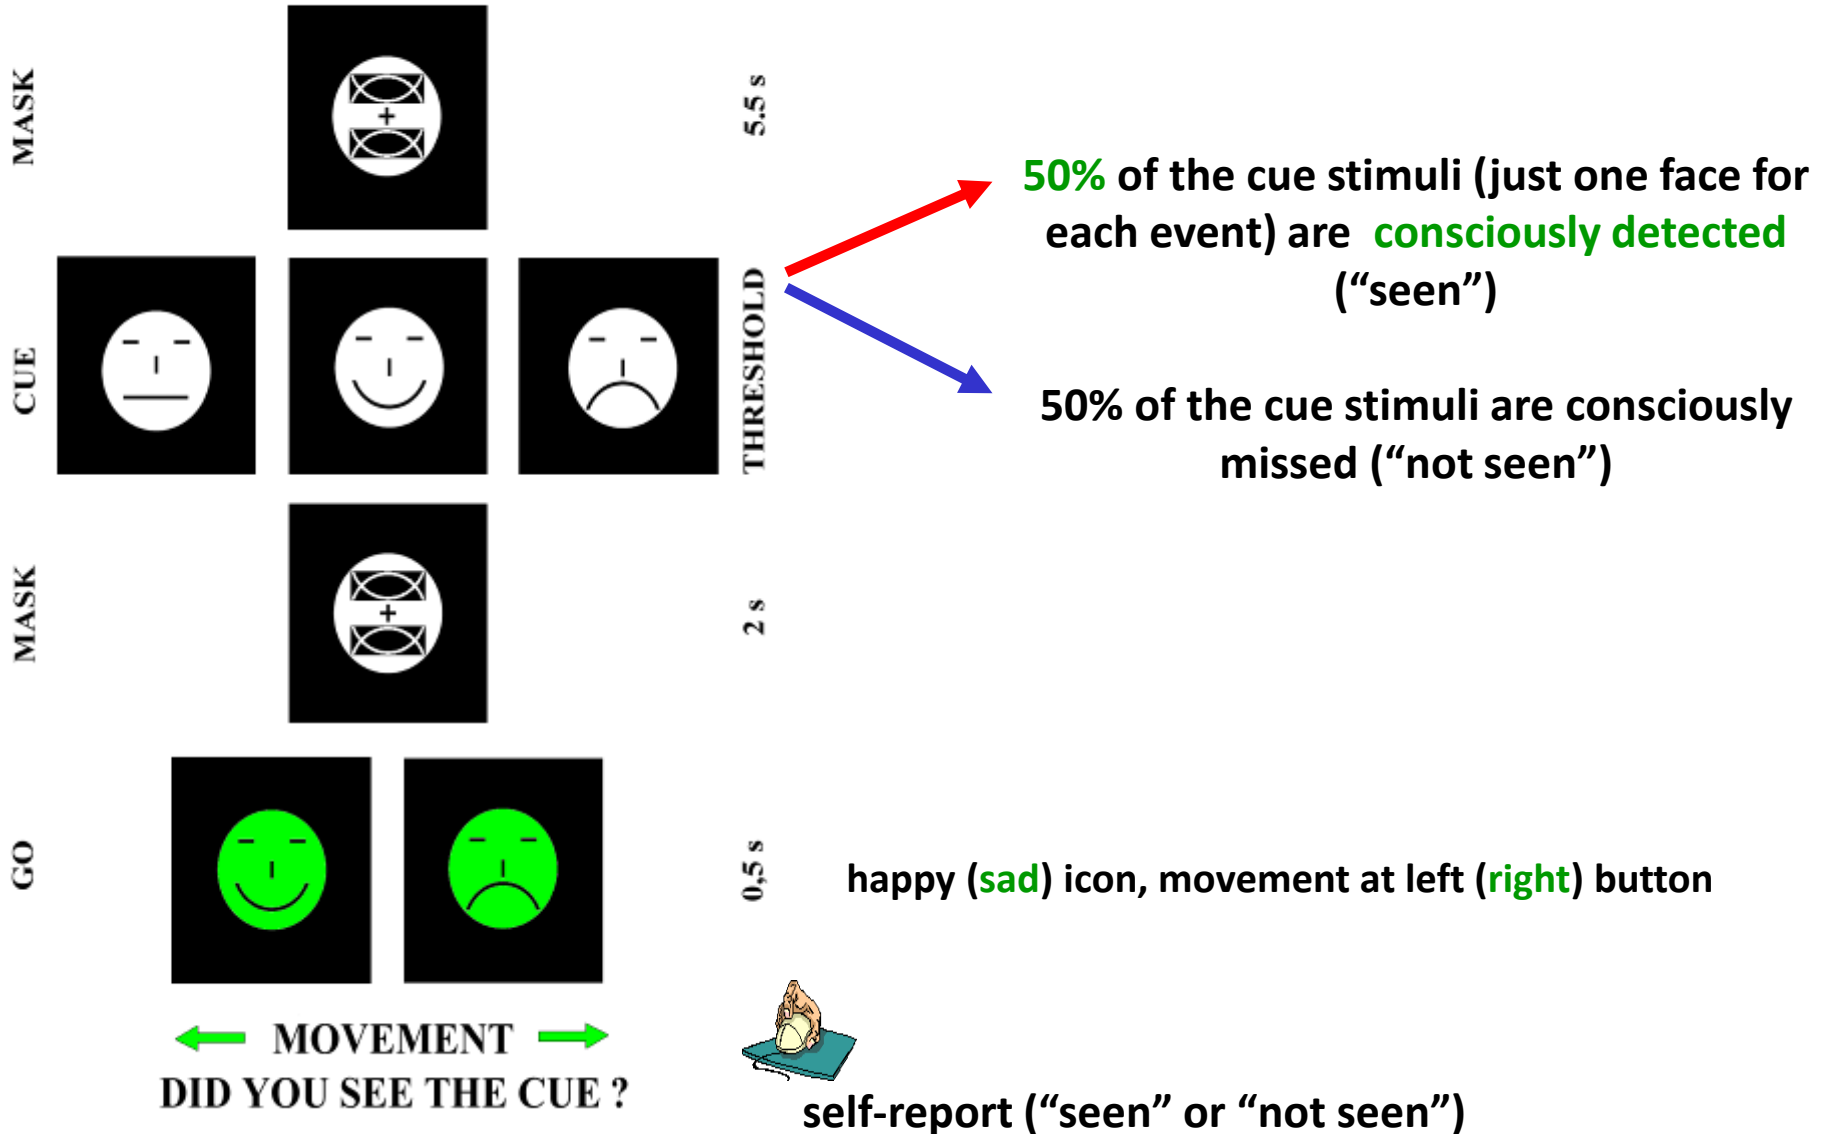 MASK
5.5 s
50% of the cue stimuli (just one face for
each event) are consciously detected
(“seen”)
CUE
THRESHOLD
50% of the cue stimuli are consciously
missed (“not seen”)
MASK
2 s
GO
0,5 s
happy (sad) icon, movement at left (right) button
MOVEMENT
DID YOU SEE THE CUE ?
self-report (“seen” or “not seen”)